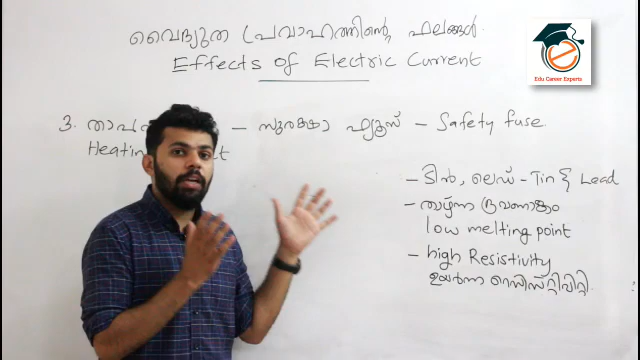 വൈദ്യുത പ്രവാഹത്തിന്റെ ഫലങ്ങൾ.
Effects of Electric Current
Edu Career Experts
3. — സുരക്ഷാ ഫ്യൂസ് — Safety fuse
Heating
- ടിൻ, ലെഡ് - Tin & Lead
- താഴ്ന്ന ദ്രവണാങ്കം
low melting point
- high Resistivity
ഉയർന്ന റെസിസ്റ്റിവിറ്റി.